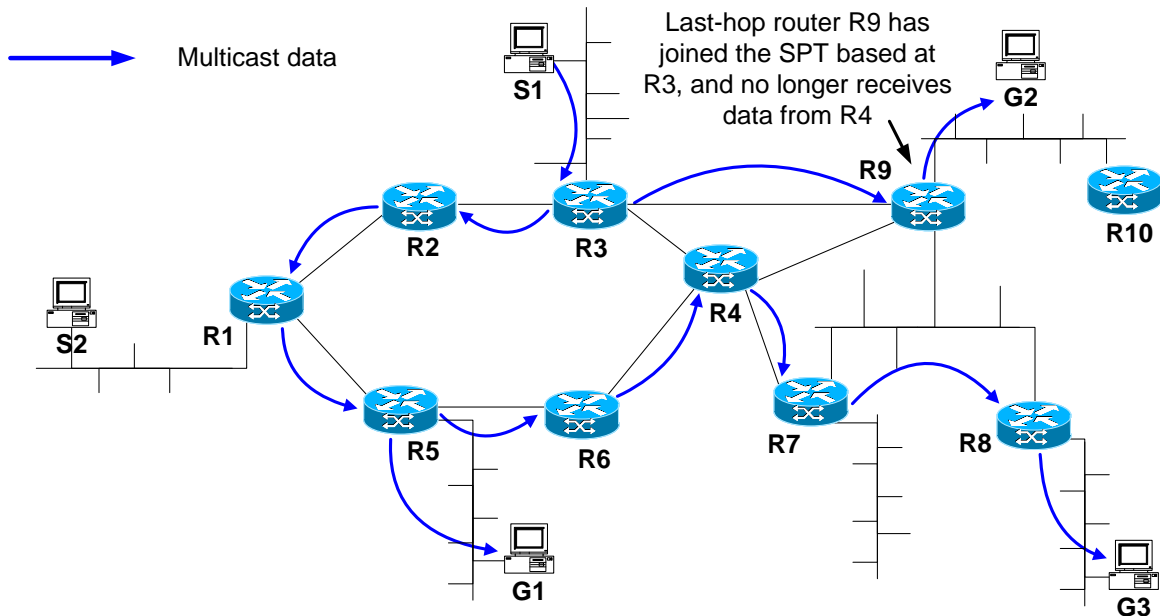 Multicast data
Last-hop router R9 has
joined the SPT based at
R3, and no longer receives
data from R4
S1
G2
R9
R2
R3
R10
R4
S2
R1
R5
R6
R7
R8
G1
G3